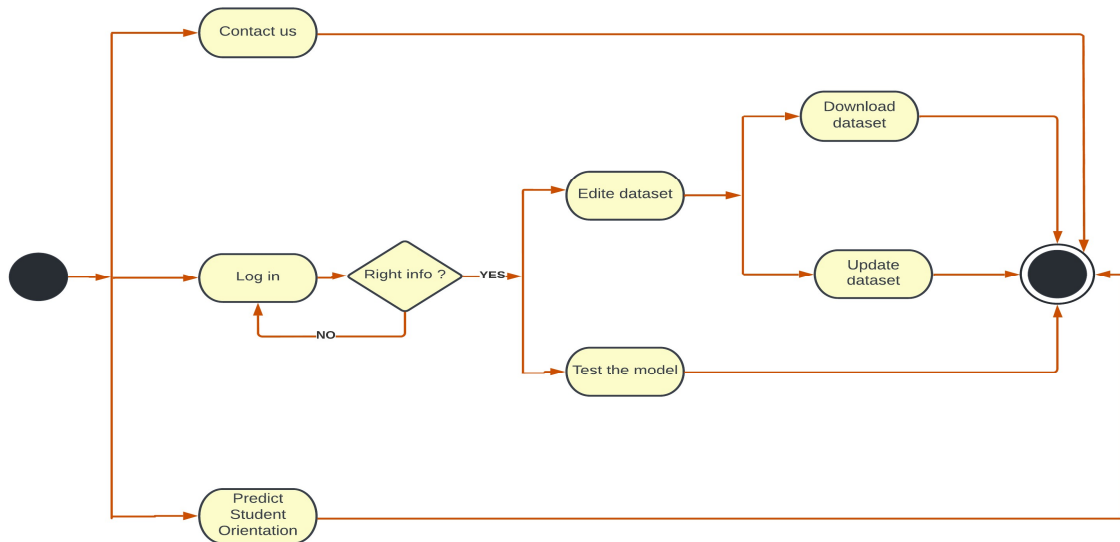 Contact us
Download
dataset
Edite dataset
Log in
Right info ?
YES
Update
dataset
NO
Test the model
Predict
Student
Orientation